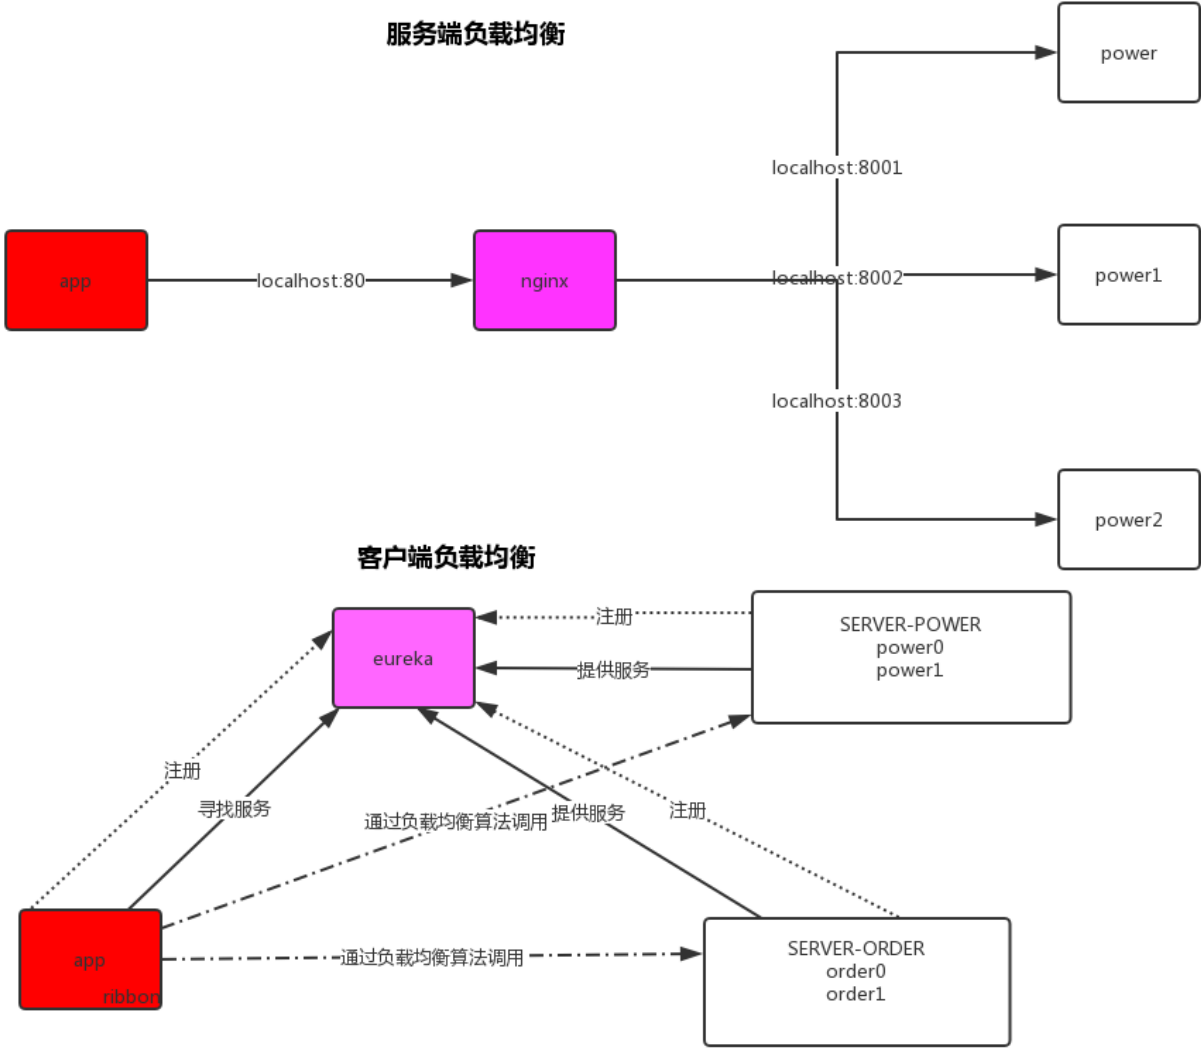 服务端负载均衡
power
localhost:8001
app
localhost:80
nginx
localhost:8002
power1
localhost:8003
power2
客户端负载均衡
eureka
注册
提供服务
SERVER-POWER
power0
power1
注册
寻找服务
通过负载均衡算法调用
提供服务
注册
app
ribbon
通过负载均衡算法调用
SERVER-ORDER
order0
order1